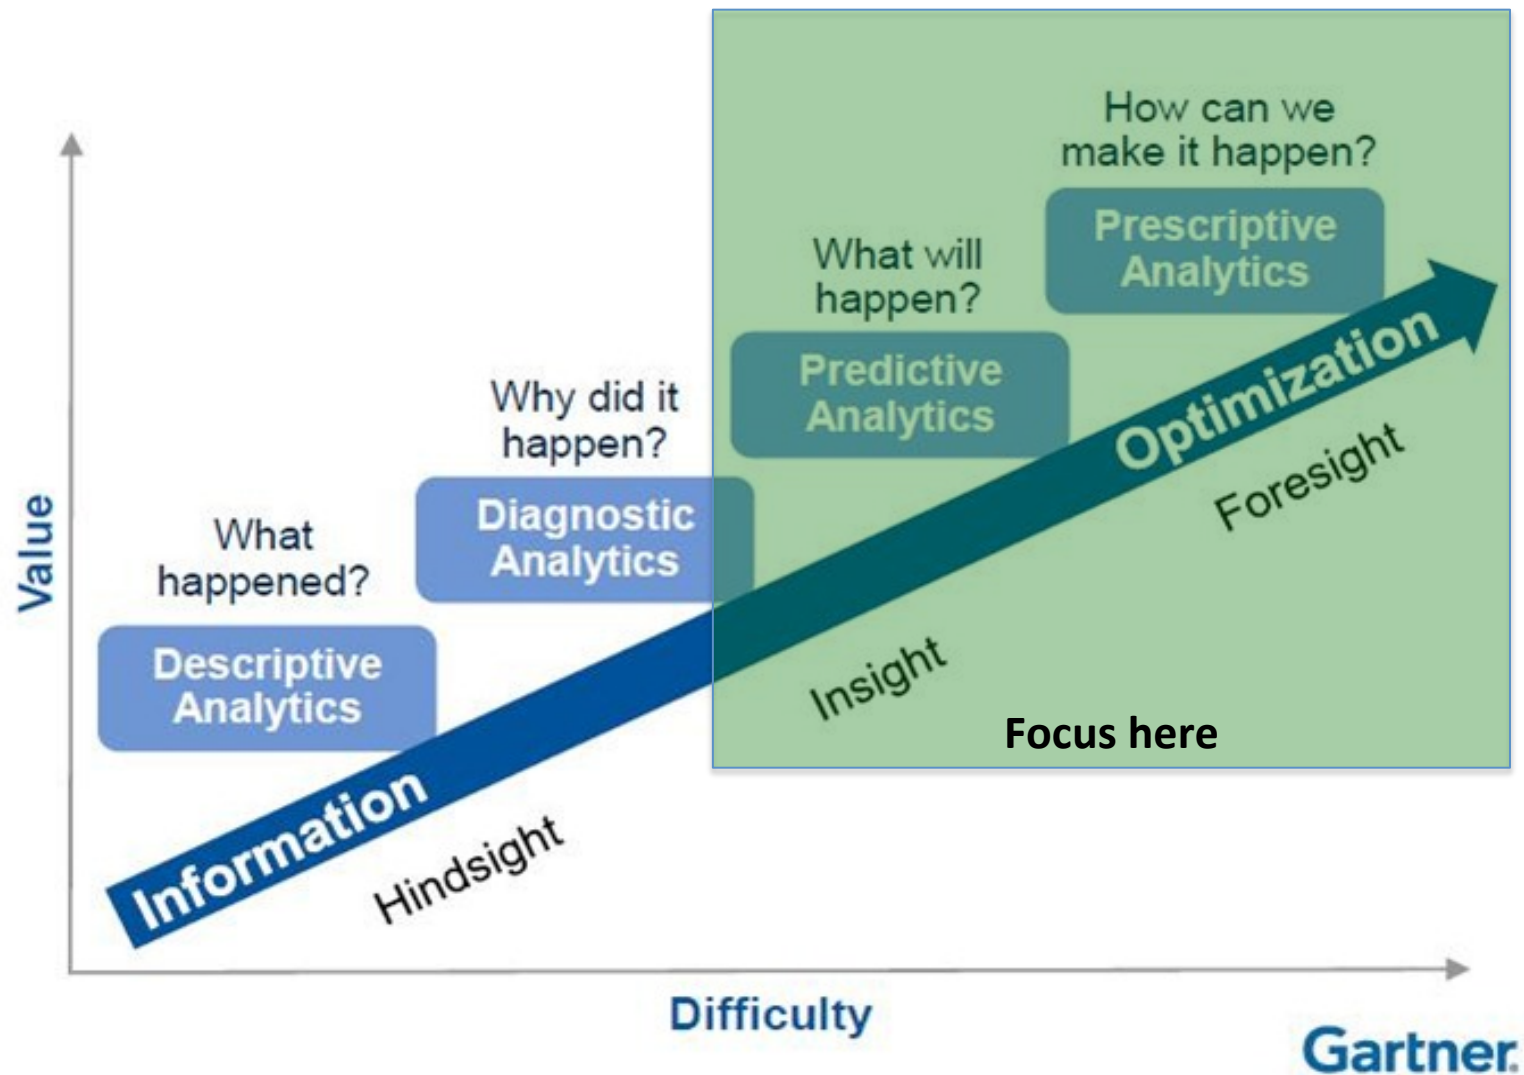 How can we
make it happen?
Prescriptive
Analytics
What will
happen?
Predictive
Analytics
Optimization
Foresight
Why did it
happen?
Diagnostic
Analytics
What
happened?
Descriptive
Analytics
Value
Insight
Focus here
Information
Hindsight
Difficulty
Gartner.